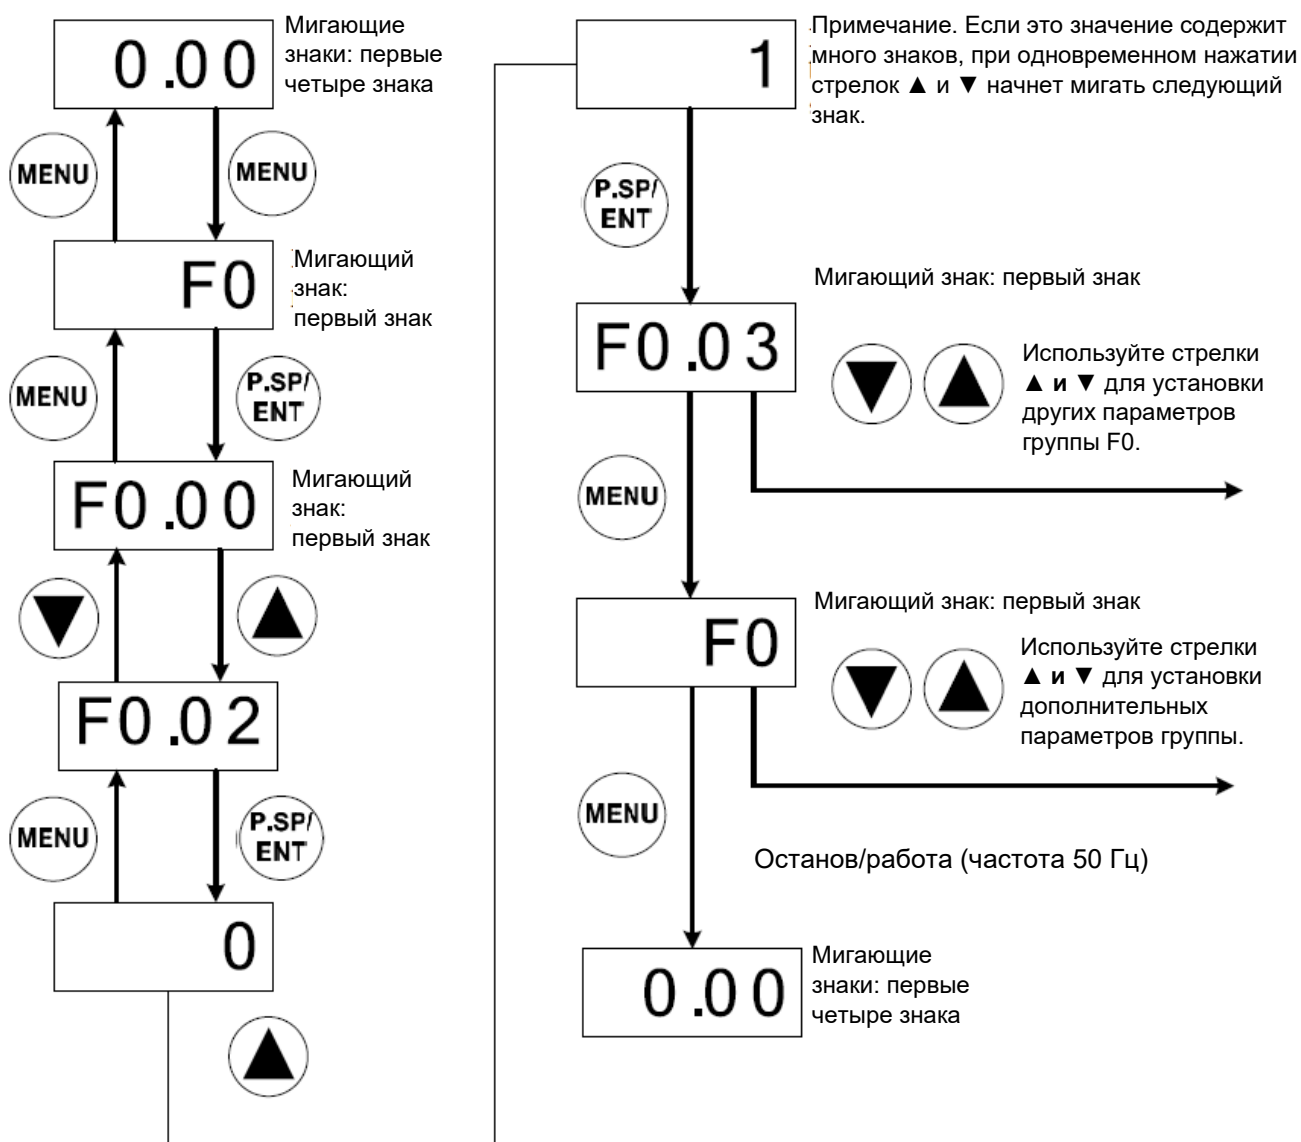 0.00
Мигающие
знаки: первые
четыре знака
MENU
MENU
F0
Мигающий
знак:
первый знак
MENU
P.SP/
ENT
F0.00
Мигающий
знак:
первый знак
▼
▲
F0.02
MENU
P.SP/
ENT
0
▲
1
Примечание. Если это значение содержит
много знаков, при одновременном нажатии
стрелок ▲ и ▼ начнет мигать следующий
знак.
P.SP/
ENT
Мигающий знак: первый знак
F0.03
▼ ▲
Используйте стрелки
▲ и ▼ для установки
других параметров
группы F0.
MENU
Мигающий знак: первый знак
F0
▼ ▲
Используйте стрелки
▲ и ▼ для установки
дополнительных
параметров группы.
MENU
Останов/работа (частота 50 Гц)
0.00
Мигающие
знаки: первые
четыре знака